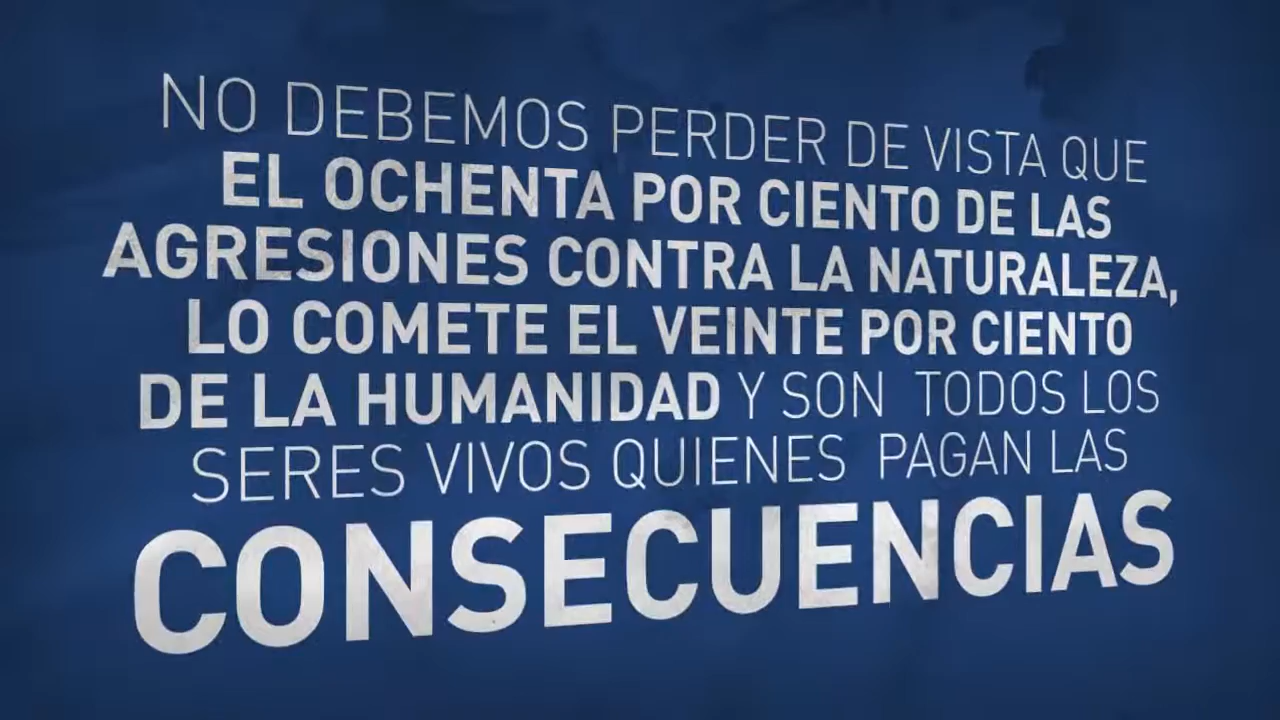 NO DEBEMOS PERDER DE VISTA QUE
EL OCHENTA POR CIENTO DE LAS
AGRESIONES CONTRA LA NATURALEZA,
LO COMETE EL VEINTE POR CIENTO
DE LA HUMANIDAD Y SON TODOS LOS
SERES VIVOS QUIENES PAGAN LAS
CONSECUENCIAS